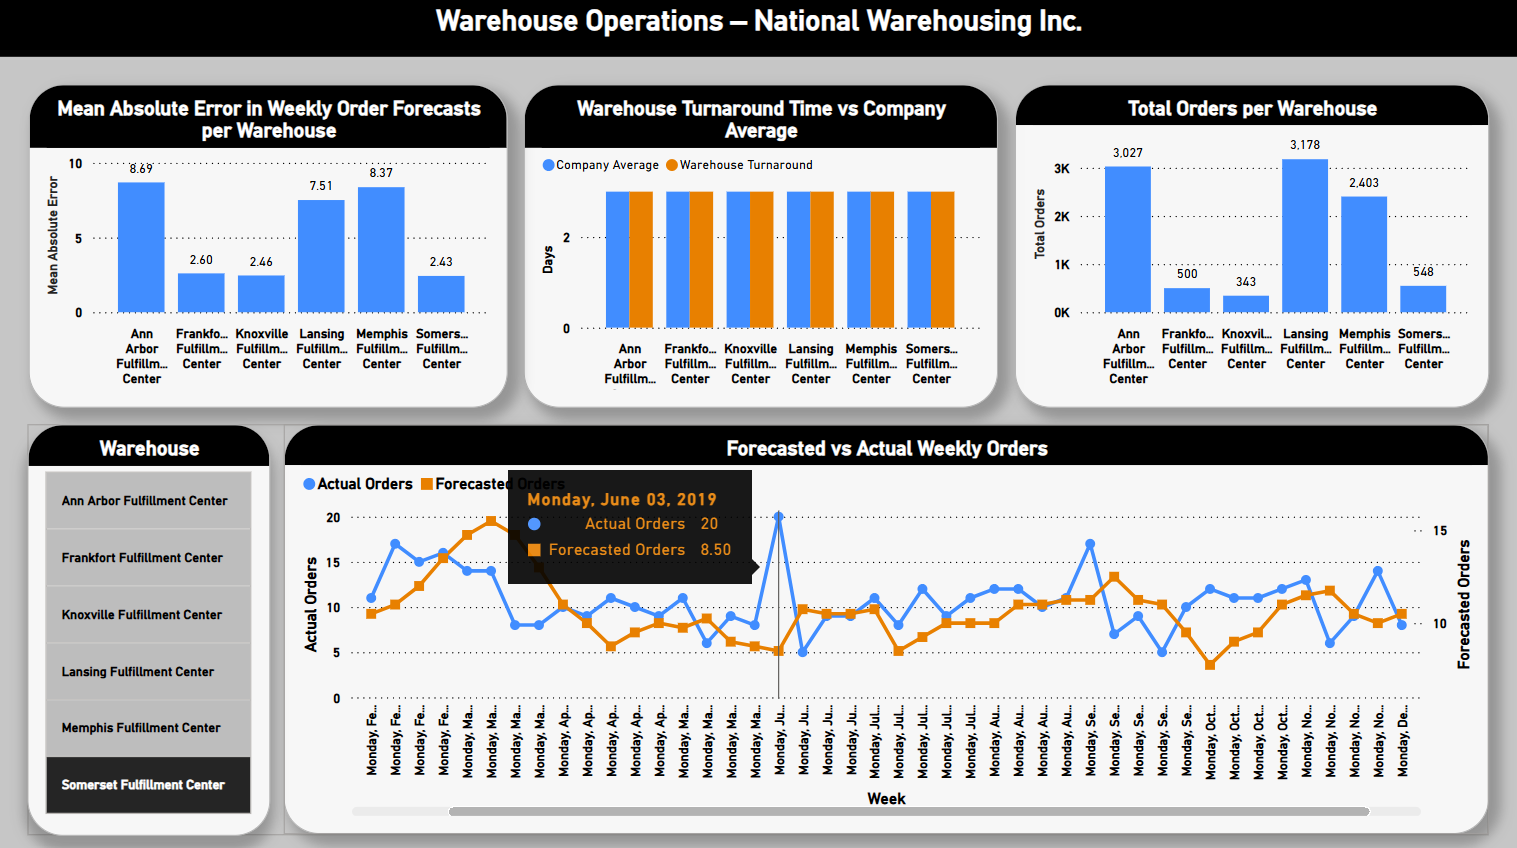 Warehouse Operations – National Warehousing Inc.
Mean Absolute Error in Weekly Order Forecasts
per Warehouse
10
5
0
Mean Absolute Error
8.69
2.60
2.46
7.51
8.37
2.43
Ann
Arbor
Fulfillm...
Center
Frankfo...
Fulfillm...
Center
Knoxville
Fulfillm...
Center
Lansing
Fulfillm...
Center
Memphis
Fulfillm...
Center
Somers...
Fulfillm...
Center
Warehouse Turnaround Time vs Company
Average
Company Average
Warehouse Turnaround
2
0
Days
Ann
Arbor
Fulfillm...
Frankfo...
Fulfillm...
Center
Knoxville
Fulfillm...
Center
Lansing
Fulfillm...
Center
Memphis
Fulfillm...
Center
Somers...
Fulfillm...
Center
Total Orders per Warehouse
3K
2K
1K
0K
Total Orders
3,027
500
343
3,178
2,403
548
Ann
Arbor
Fulfillm...
Center
Frankfo...
Fulfillm...
Center
Knoxvil...
Fulfillm...
Center
Lansing
Fulfillm...
Center
Memphis
Fulfillm...
Center
Somers...
Fulfillm...
Center
Warehouse
Ann Arbor Fulfillment Center
Frankfort Fulfillment Center
Knoxville Fulfillment Center
Lansing Fulfillment Center
Memphis Fulfillment Center
Somerset Fulfillment Center
Forecasted vs Actual Weekly Orders
Actual Orders
Forecasted Orders
Monday, June 03, 2019
Actual Orders 20
Forecasted Orders 8.50
20
15
10
5
0
Actual Orders
15
10
Forecasted Orders
Monday, Fe...
Monday, Fe...
Monday, Fe...
Monday, Fe...
Monday, Ma...
Monday, Ma...
Monday, Ma...
Monday, Ma...
Monday, Ap...
Monday, Ap...
Monday, Ap...
Monday, Ap...
Monday, Ap...
Monday, Ma...
Monday, Ma...
Monday, Ma...
Monday, Ma...
Monday, Ju...
Monday, Ju...
Monday, Ju...
Monday, Ju...
Monday, Jul...
Monday, Jul...
Monday, Jul...
Monday, Jul...
Monday, Jul...
Monday, Au...
Monday, Au...
Monday, Au...
Monday, Au...
Monday, Se...
Monday, Se...
Monday, Se...
Monday, Se...
Monday, Se...
Monday, Oct...
Monday, Oct...
Monday, Oct...
Monday, Oct...
Monday, No...
Monday, No...
Monday, No...
Monday, No...
Monday, De...
Week